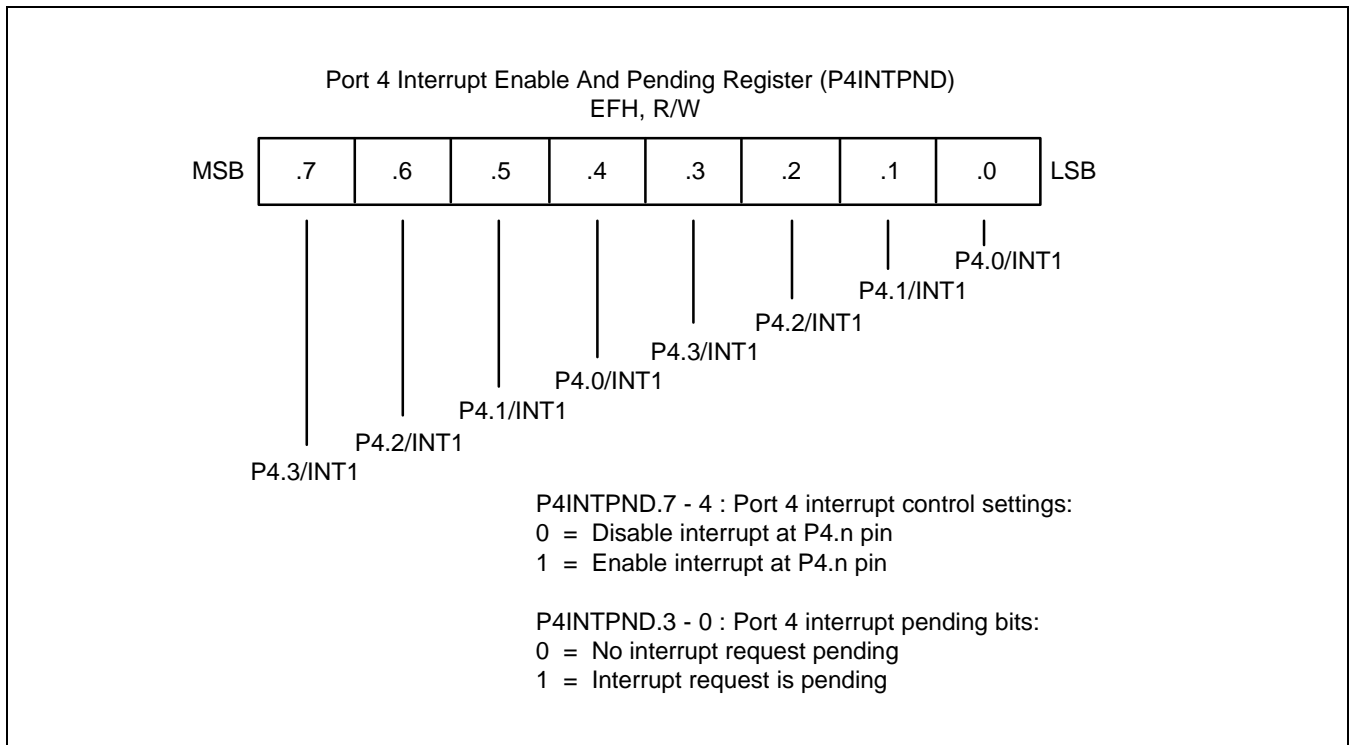 Port 4 Interrupt Enable And Pending Register (P4INTPND)
EFH, R/W
MSB .7 .6 .5 .4 .3 .2 .1 .0 LSB
P4.0/INT1
P4.1/INT1
P4.2/INT1
P4.3/INT1
P4.0/INT1
P4.1/INT1
P4.2/INT1
P4.3/INT1
P4INTPND.7 - 4 : Port 4 interrupt control settings:
0 = Disable interrupt at P4.n pin
1 = Enable interrupt at P4.n pin
P4INTPND.3 - 0 : Port 4 interrupt pending bits:
0 = No interrupt request pending
1 = Interrupt request is pending